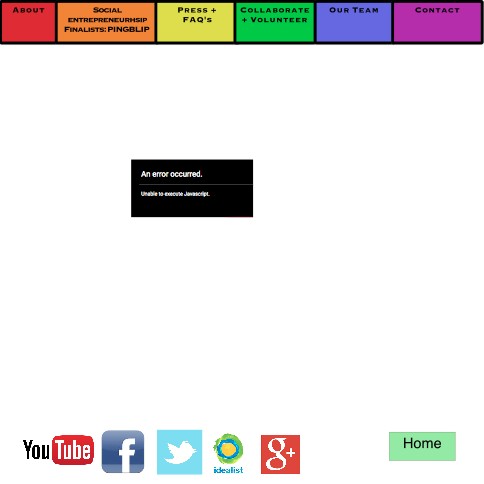 About
Social
entrepreneurhsip
Finalists: PINGBLIP
Press +
FAQ's
Collaborate
+ Volunteer
Our Team
Contact
An error occurred.
Unable to execute Javascript.
YouTube
f
idealist
g+
Home